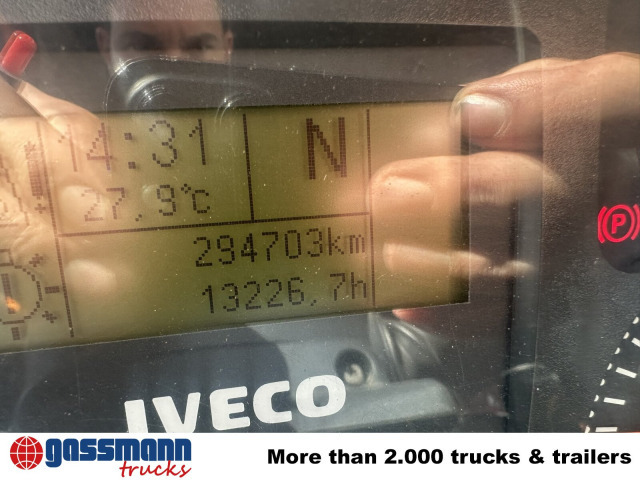 14:31
N
27,9°C
294703km
13226,7h
P
IVECO
gassmann
trucks
More than 2.000 trucks & trailers